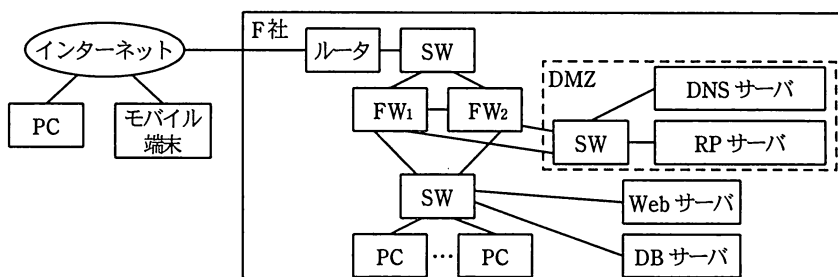 F社
インターネット
ルータ
SW
PC
モバイル
端末
FW1
FW2
DMZ
DNS サーバ
SW
RP サーバ
SW
Web サーバ
DB サーバ
PC
…
PC